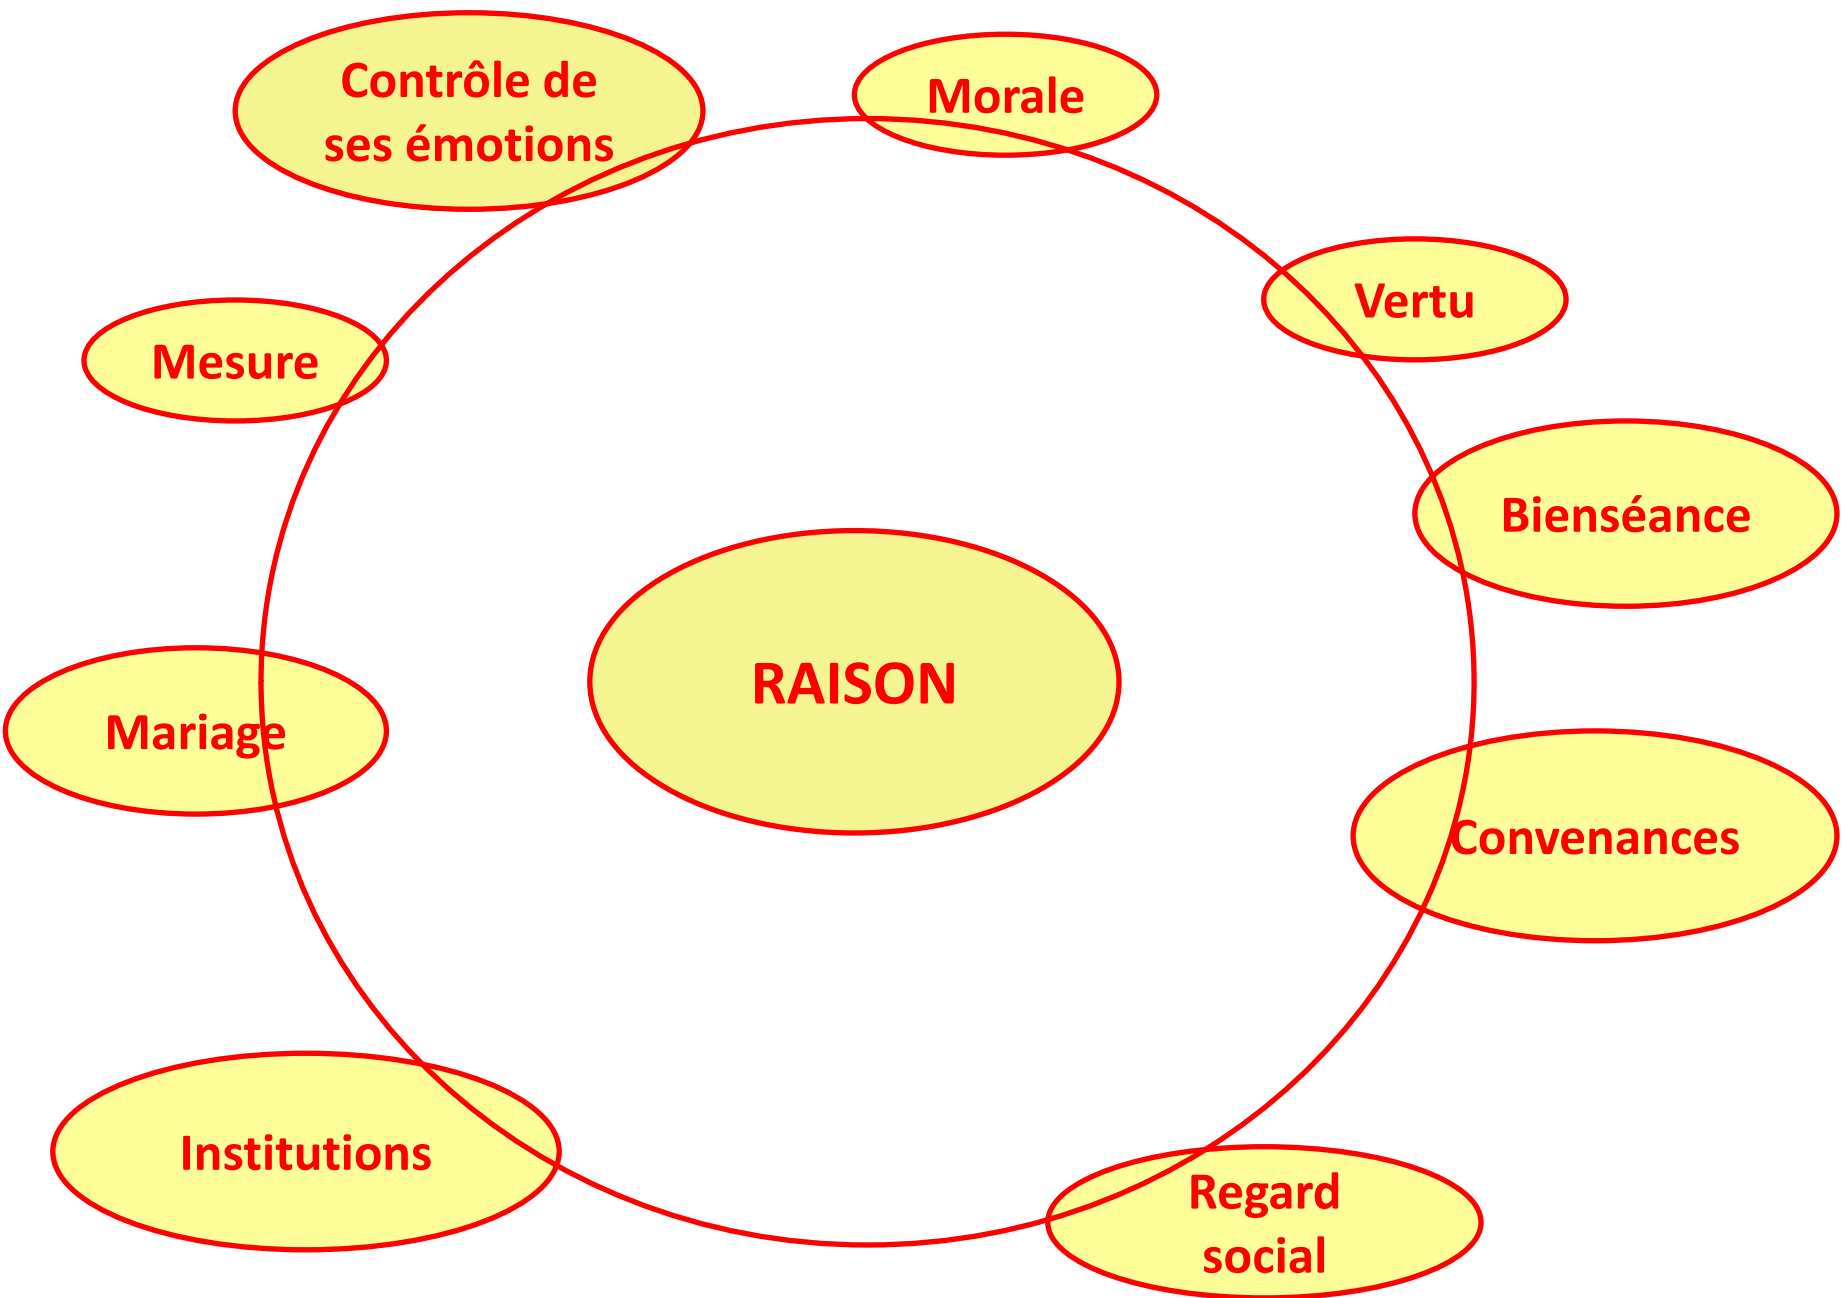 Contrôle de
ses émotions
Morale
Vertu
Mesure
Bienséance
RAISON
Mariage
Convenances
Institutions
Regard
social